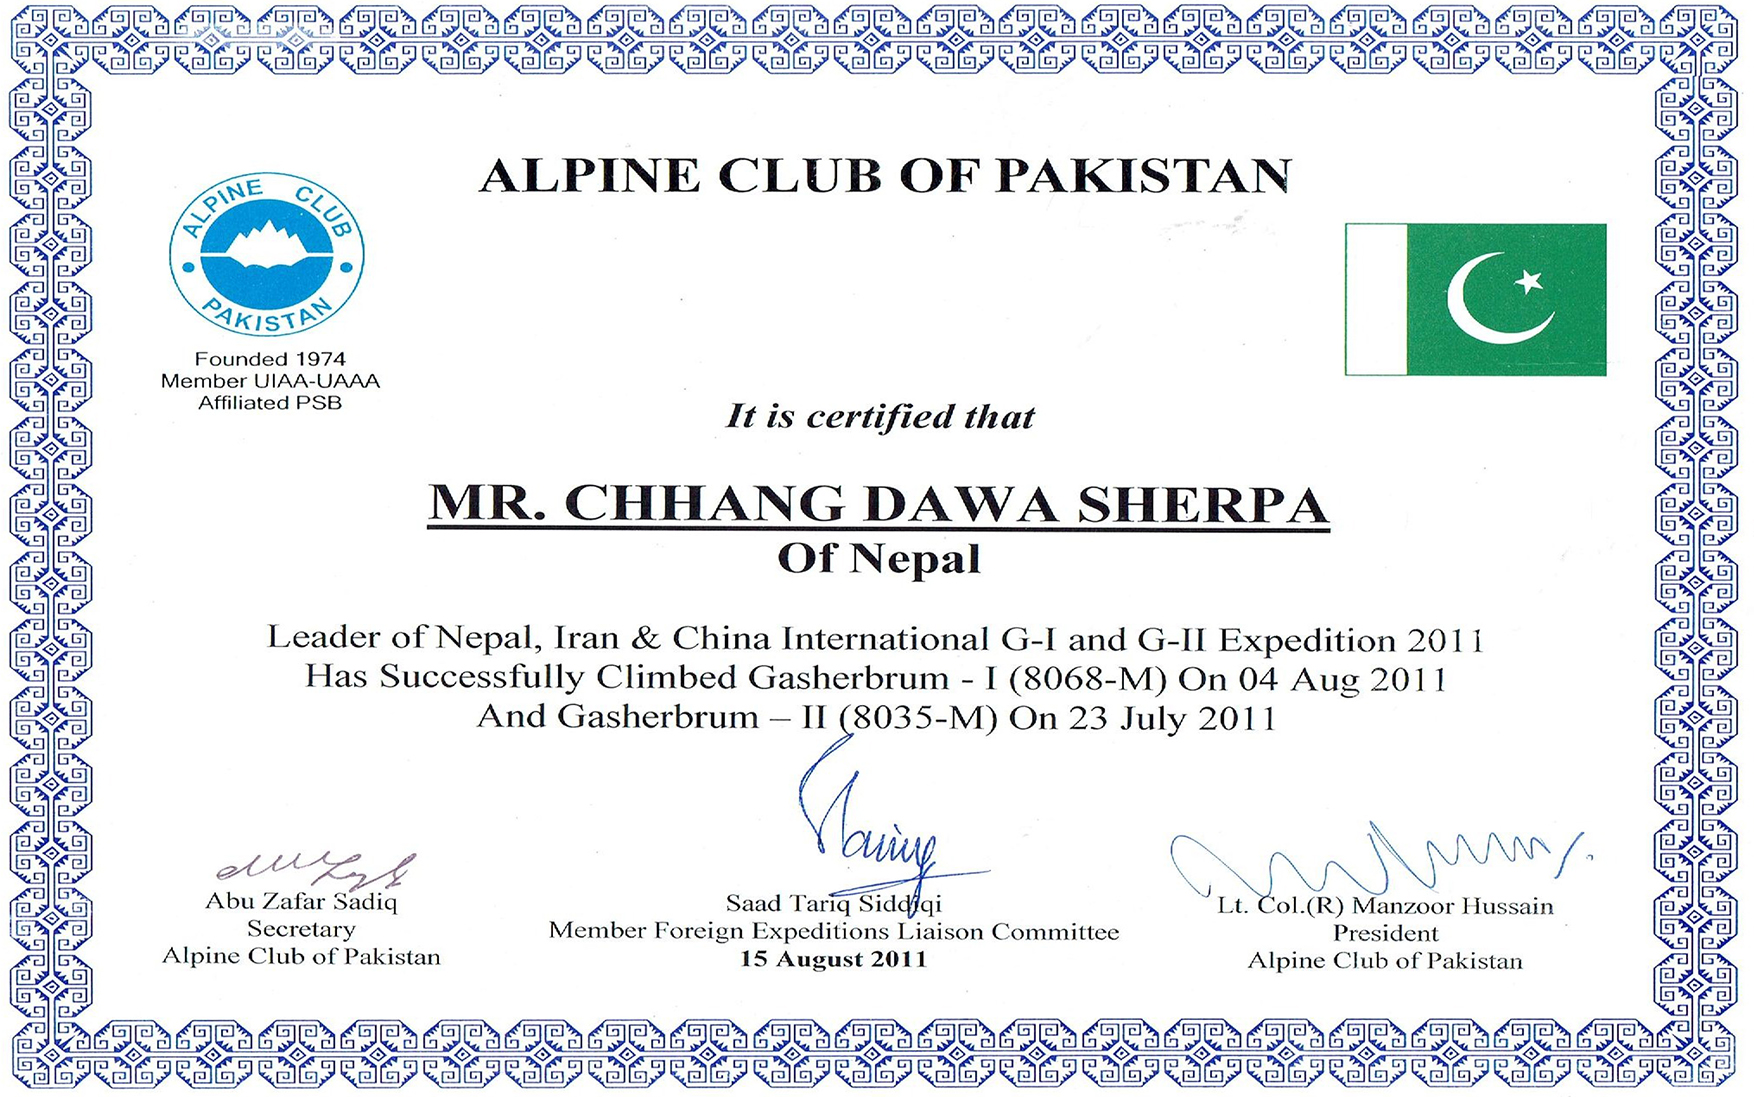 ALPINE CLUB OF PAKISTAN
ALPINE CLUB
PAKISTAN
Founded 1974
Member UIAA-UAAA
Affiliated PSB
It is certified that
MR. CHHANG DAWA SHERPA
Of Nepal
Leader of Nepal, Iran & China International G-I and G-II Expedition 2011
Has Successfully Climbed Gasherbrum - I (8068-M) On 04 Aug 2011
And Gasherbrum – II (8035-M) On 23 July 2011
Abu Zafar Sadiq
Secretary
Alpine Club of Pakistan
Saad Tariq Siddiqi
Member Foreign Expeditions Liaison Committee
15 August 2011
Lt. Col.(R) Manzoor Hussain
President
Alpine Club of Pakistan